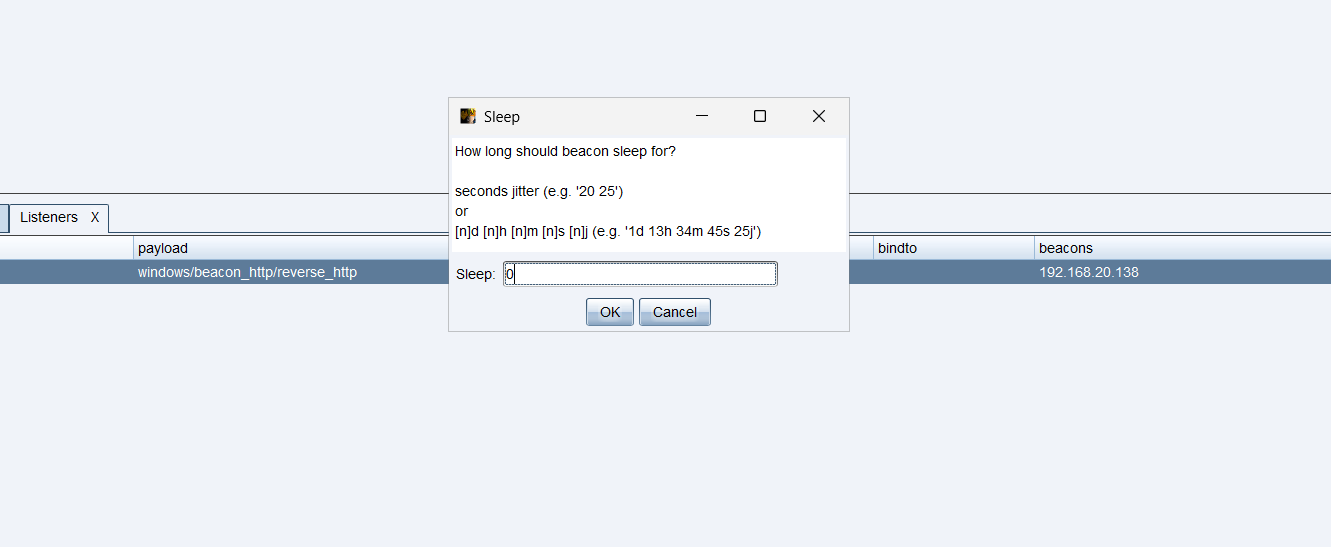 Sleep
How long should beacon sleep for?
seconds jitter (e.g. '20 25')
or
[n]d [n]h [n]m [n]s [n]j (e.g. '1d 13h 34m 45s 25j')
Sleep: 0
OK Cancel
Listeners X
payload bindto beacons
windows/beacon_http/reverse_http 192.168.20.138